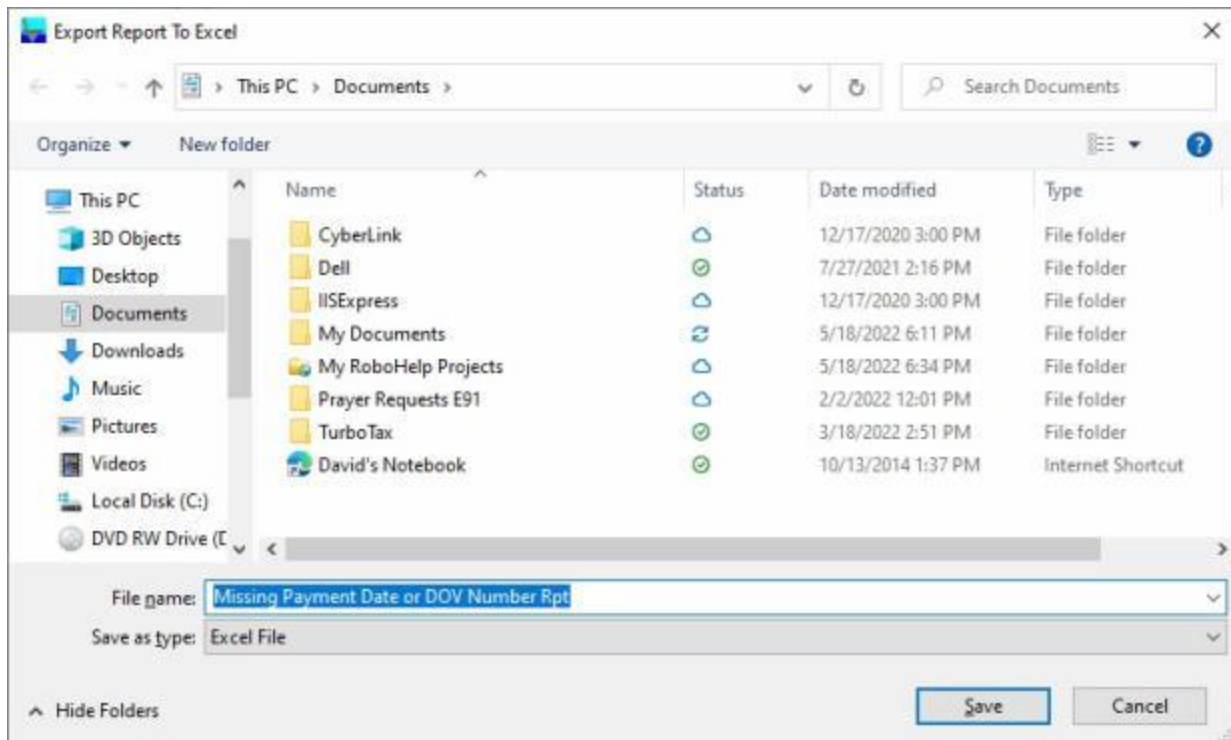 Export Report To Excel
This PC > Documents >
Search Documents
Organize
New folder
Name Status Date modified Type
This PC
3D Objects
Desktop
Documents
Downloads
Music
Pictures
Videos
Local Disk (C:)
DVD RW Drive (D
CyberLink 12/17/2020 3:00 PM File folder
Dell 7/27/2021 2:16 PM File folder
IISExpress 12/17/2020 3:00 PM File folder
My Documents 5/18/2022 6:11 PM File folder
My RoboHelp Projects 5/18/2022 6:34 PM File folder
Prayer Requests E91 2/2/2022 12:01 PM File folder
TurboTax 3/18/2022 2:51 PM File folder
David's Notebook 10/13/2014 1:37 PM Internet Shortcut
File name: Missing Payment Date or DOV Number Rpt
Save as type: Excel File
Hide Folders
Save
Cancel